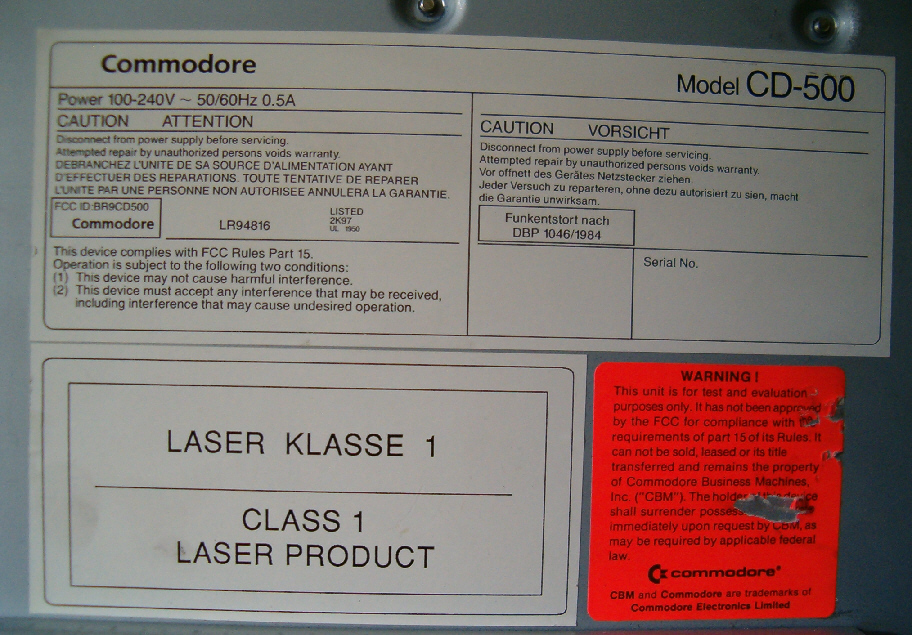 Commodore
Model CD-500
Power 100-240V ~ 50/60Hz 0.5A
CAUTION ATTENTION
Disconnect from power supply before servicing.
Attempted repair by unauthorized persons voids warranty.
DEBRANCHEZ L'UNITE DE SA SOURCE D'ALIMENTATION AYANT
D'EFFECTUER DES REPARATIONS. TOUTE TENTATIVE DE REPARER
L'UNITE PAR UNE PERSONNE NON AUTORISEE ANNULERA LA GARANTIE.
FCC ID:BR9CD500
Commodore
LR94816
LISTED
2K97
UL 1950
This device complies with FCC Rules Part 15.
Operation is subject to the following two conditions:
(1) This device may not cause harmful interference.
(2) This device must accept any interference that may be received,
including interference that may cause undesired operation.
CAUTION VORSICHT
Disconnect from power supply before servicing.
Attempted repair by unauthorized persons voids warranty.
Vor offnett des Gerätes Netzstecker ziehen.
Jeder Versuch zu reparteren, ohne dazu autorisiert zu sien, macht
die Garantie unwirksam.
Funkentstort nach
DBP 1046/1984
Serial No.
LASER KLASSE 1
CLASS 1
LASER PRODUCT
WARNING!
This unit is for test and evaluation
purposes only. It has not been approved
by the FCC for compliance with the
requirements of part 15 of its Rules. It
can not be sold, leased or its title
transferred and remains the property
of Commodore Business Machines,
Inc. ("CBM"). The holder of this device
shall surrender
immediately upon request by CBM, as
may be required by applicable federal
law.
commodore
CBM and Commodore are trademarks of
Commodore Electronics Limited